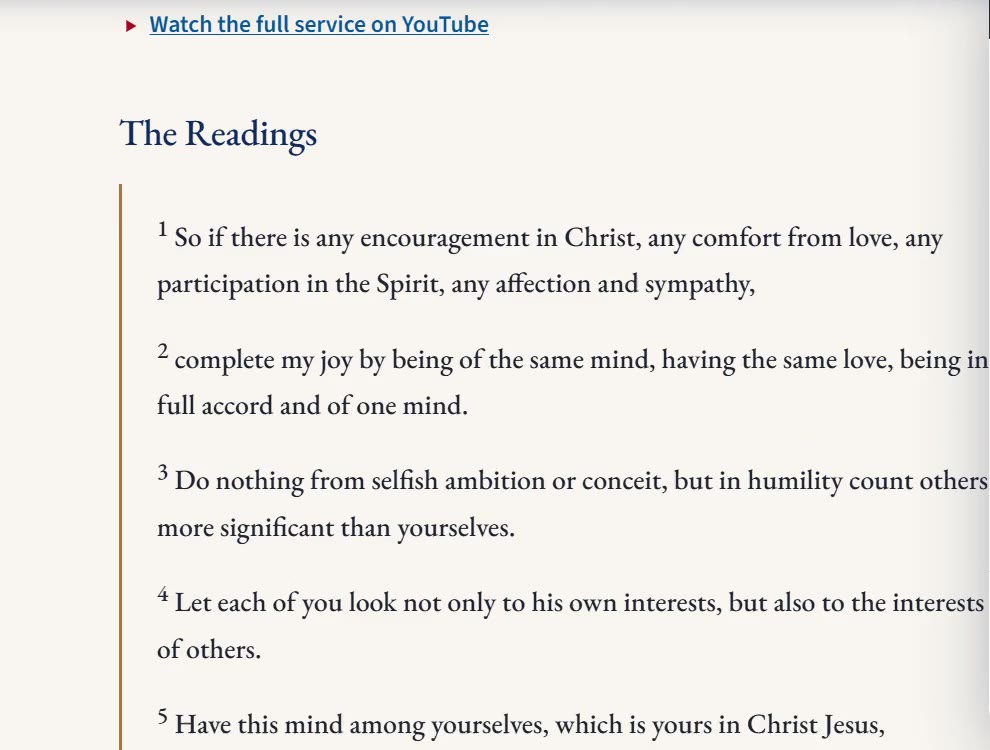 Watch the full service on YouTube
The Readings
1 So if there is any encouragement in Christ, any comfort from love, any
participation in the Spirit, any affection and sympathy,
2 complete my joy by being of the same mind, having the same love, being in
full accord and of one mind.
3 Do nothing from selfish ambition or conceit, but in humility count others
more significant than yourselves.
4 Let each of you look not only to his own interests, but also to the interests
of others.
5 Have this mind among yourselves, which is yours in Christ Jesus,